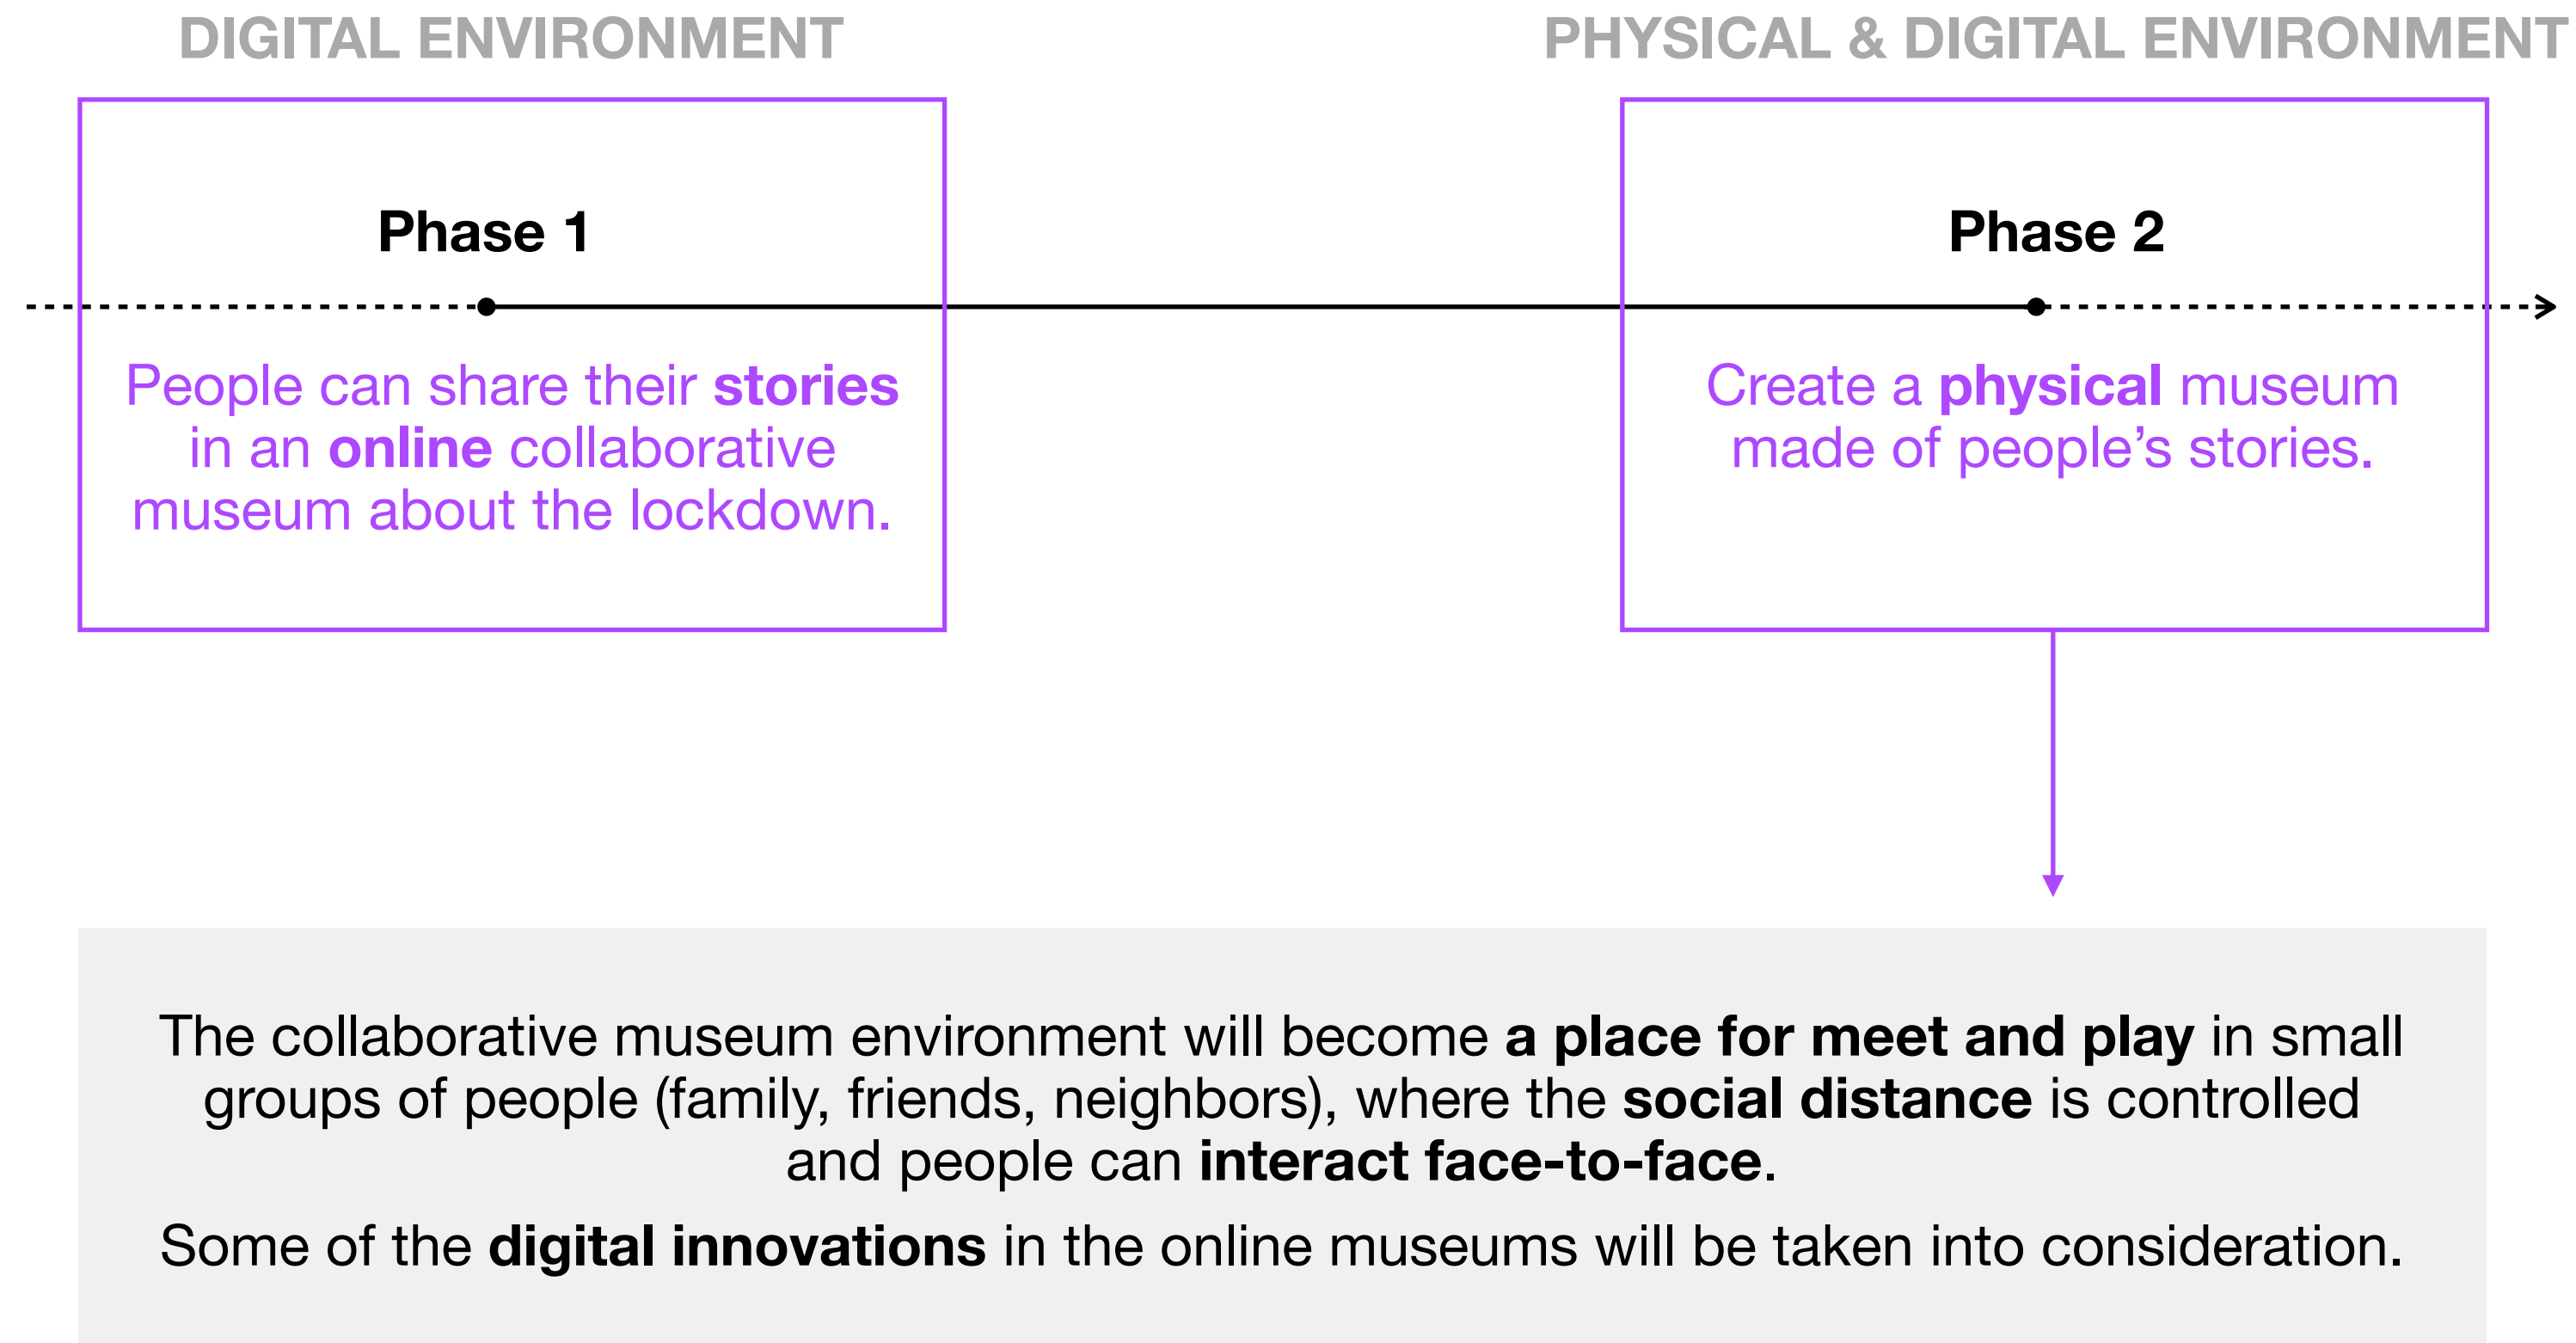 DIGITAL ENVIRONMENT
PHYSICAL & DIGITAL ENVIRONMENT
Phase 1
People can share their stories
in an online collaborative
museum about the lockdown.
Phase 2
Create a physical museum
made of people’s stories.
The collaborative museum environment will become a place for meet and play in small
groups of people (family, friends, neighbors), where the social distance is controlled
and people can interact face-to-face.
Some of the digital innovations in the online museums will be taken into consideration.